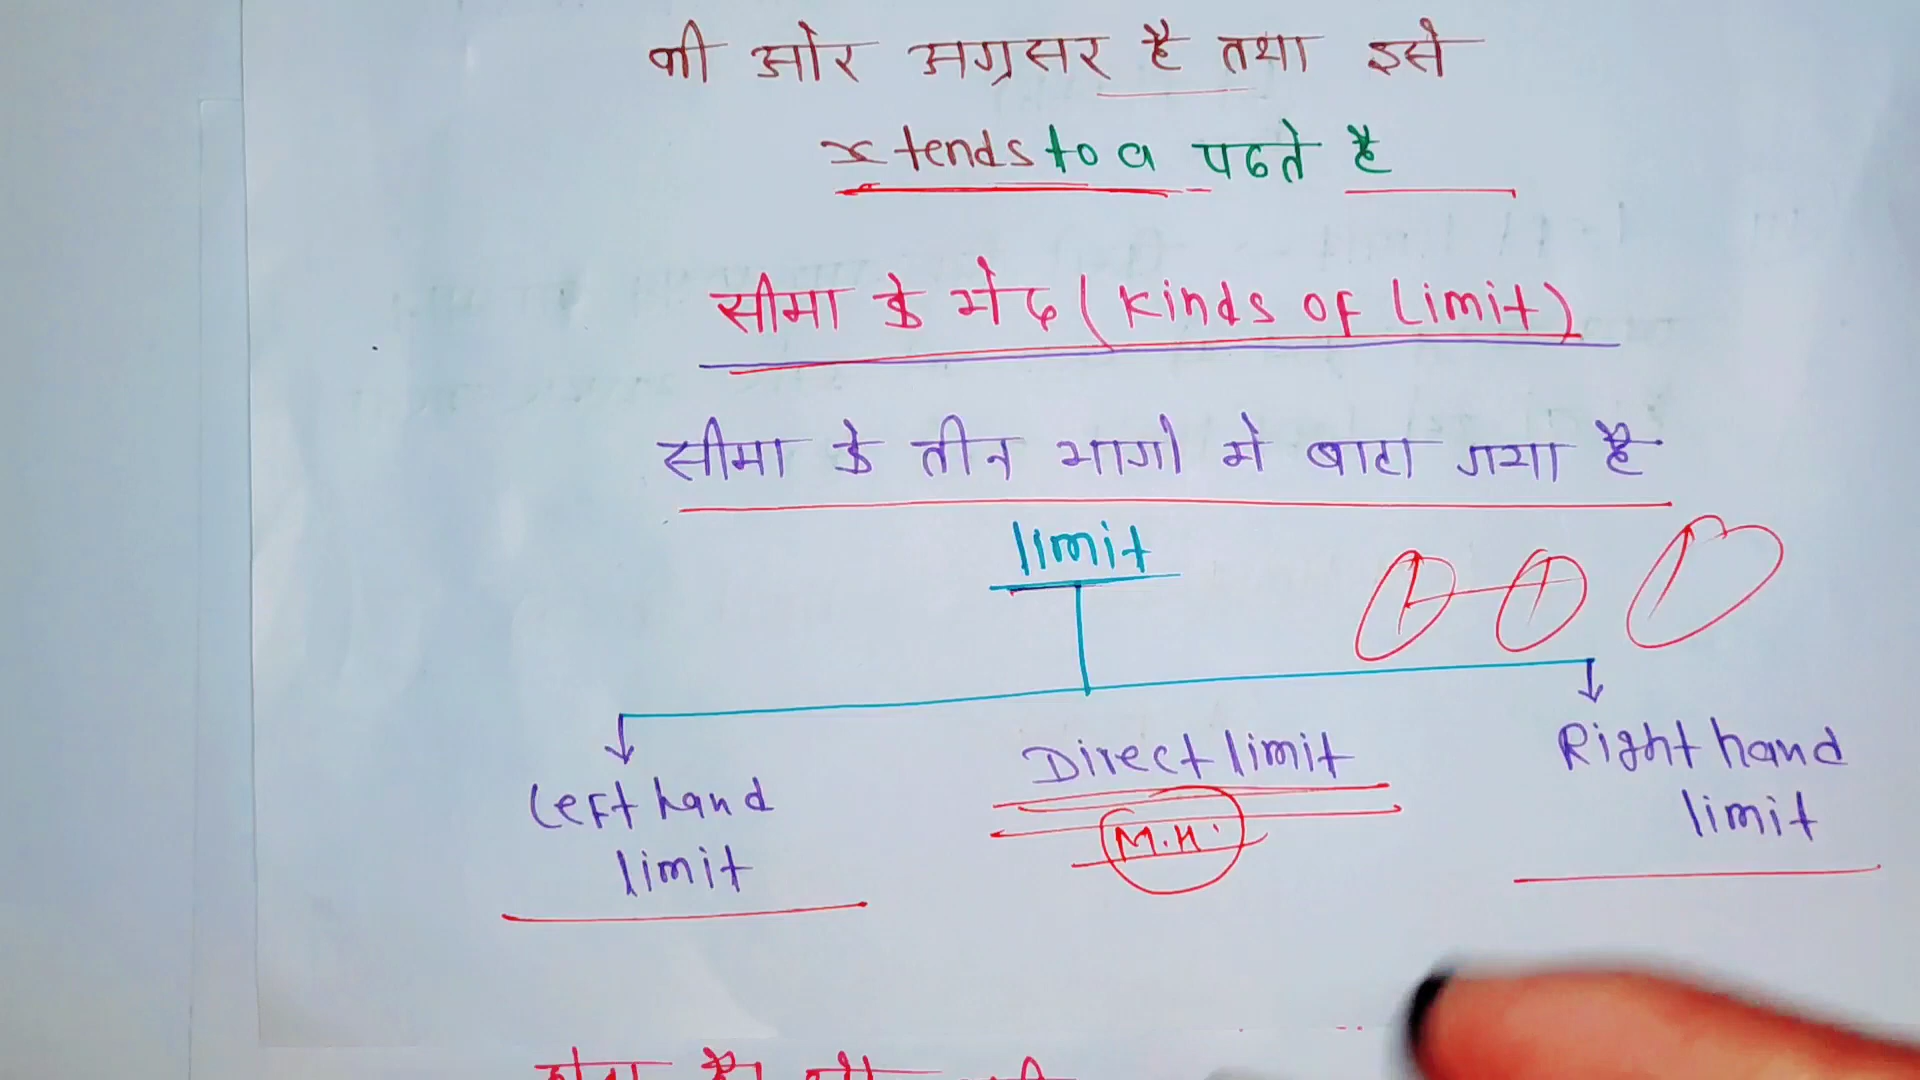 की ओर अग्रसर है तथा इसे
x tends to a पढते है
सीमा के भेद (Kinds of Limit)
सीमा के तीन भागो मे बाटा गया है
limit
Left hand
limit
Direct limit
M.H.
Right hand
limit
होता है।